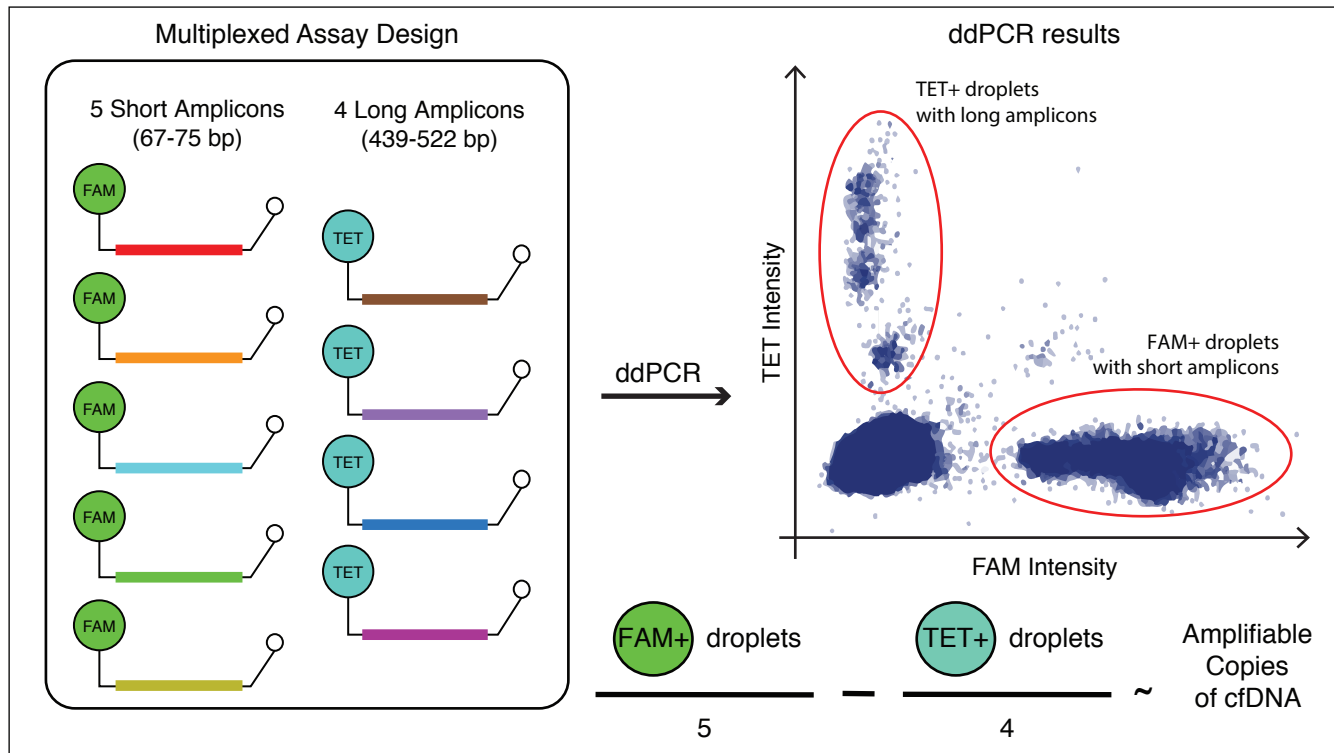 Multiplexed Assay Design
5 Short Amplicons
(67-75 bp)
4 Long Amplicons
(439-522 bp)
FAM
FAM
FAM
FAM
FAM
TET
TET
TET
TET
ddPCR
ddPCR results
TET+ droplets
with long amplicons
FAM+ droplets
with short amplicons
TET Intensity
FAM Intensity
FAM+ droplets
5
TET+ droplets
4
~
Amplifiable
Copies
of cfDNA